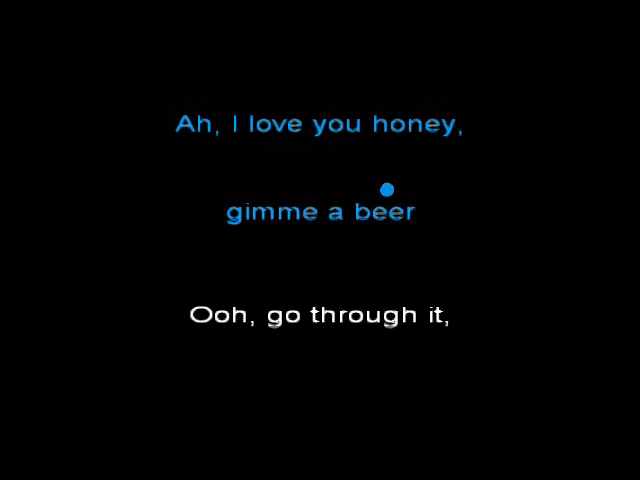 Ah, I love you honey,
gimme a beer
Ooh, go through it,